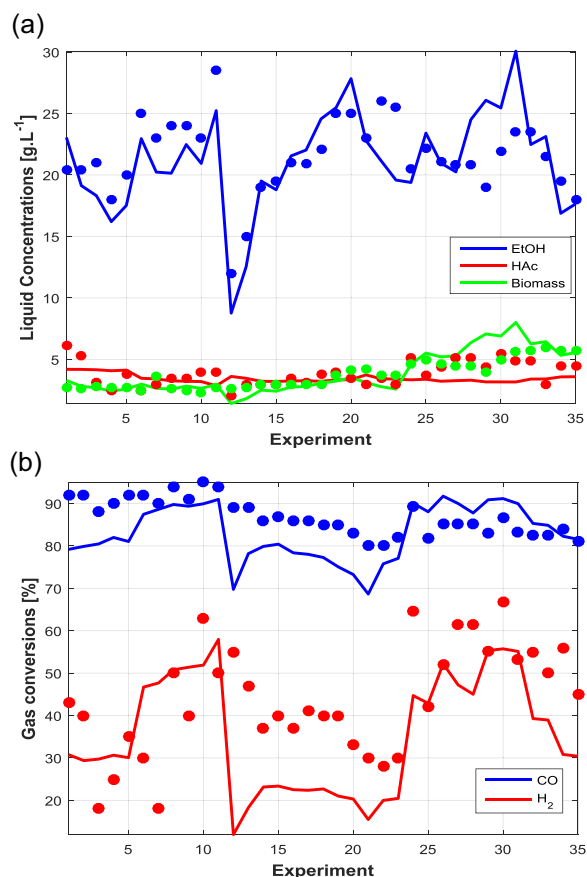 (a)
30
25
20
15
10
5
Liquid Concentrations [g.L⁻¹]
EtOH
HAc
Biomass
5 10 15 20 25 30 35
Experiment
(b)
90
80
70
60
50
40
30
20
Gas conversions [%]
CO
H₂
5 10 15 20 25 30 35
Experiment